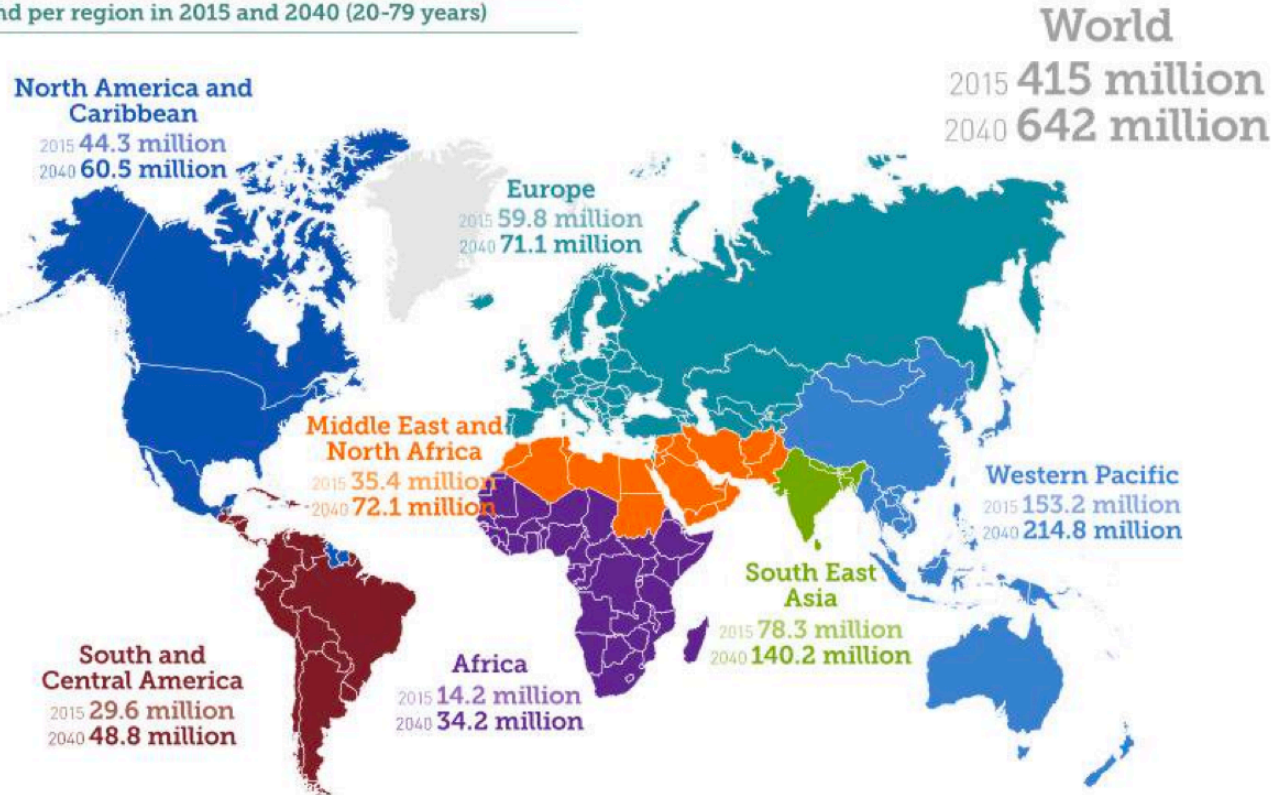 nd per region in 2015 and 2040 (20-79 years)
World
2015 415 million
2040 642 million
North America and
Caribbean
2015 44.3 million
2040 60.5 million
Europe
2015 59.8 million
2040 71.1 million
Middle East and
North Africa
2015 35.4 million
2040 72.1 million
Western Pacific
2015 153.2 million
2040 214.8 million
South East
Asia
2015 78.3 million
2040 140.2 million
South and
Central America
2015 29.6 million
2040 48.8 million
Africa
2015 14.2 million
2040 34.2 million